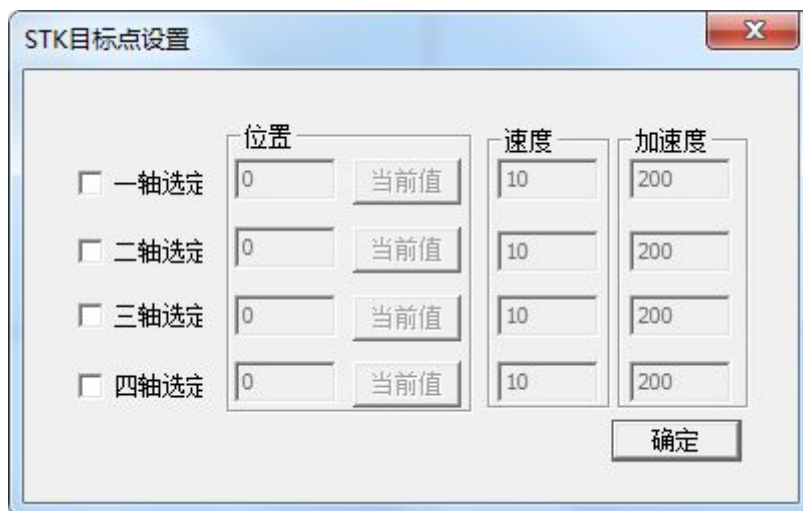 STK目标点设置
位置 速度 加速度
一轴选定 0 当前值 10 200
二轴选定 0 当前值 10 200
三轴选定 0 当前值 10 200
四轴选定 0 当前值 10 200
确定